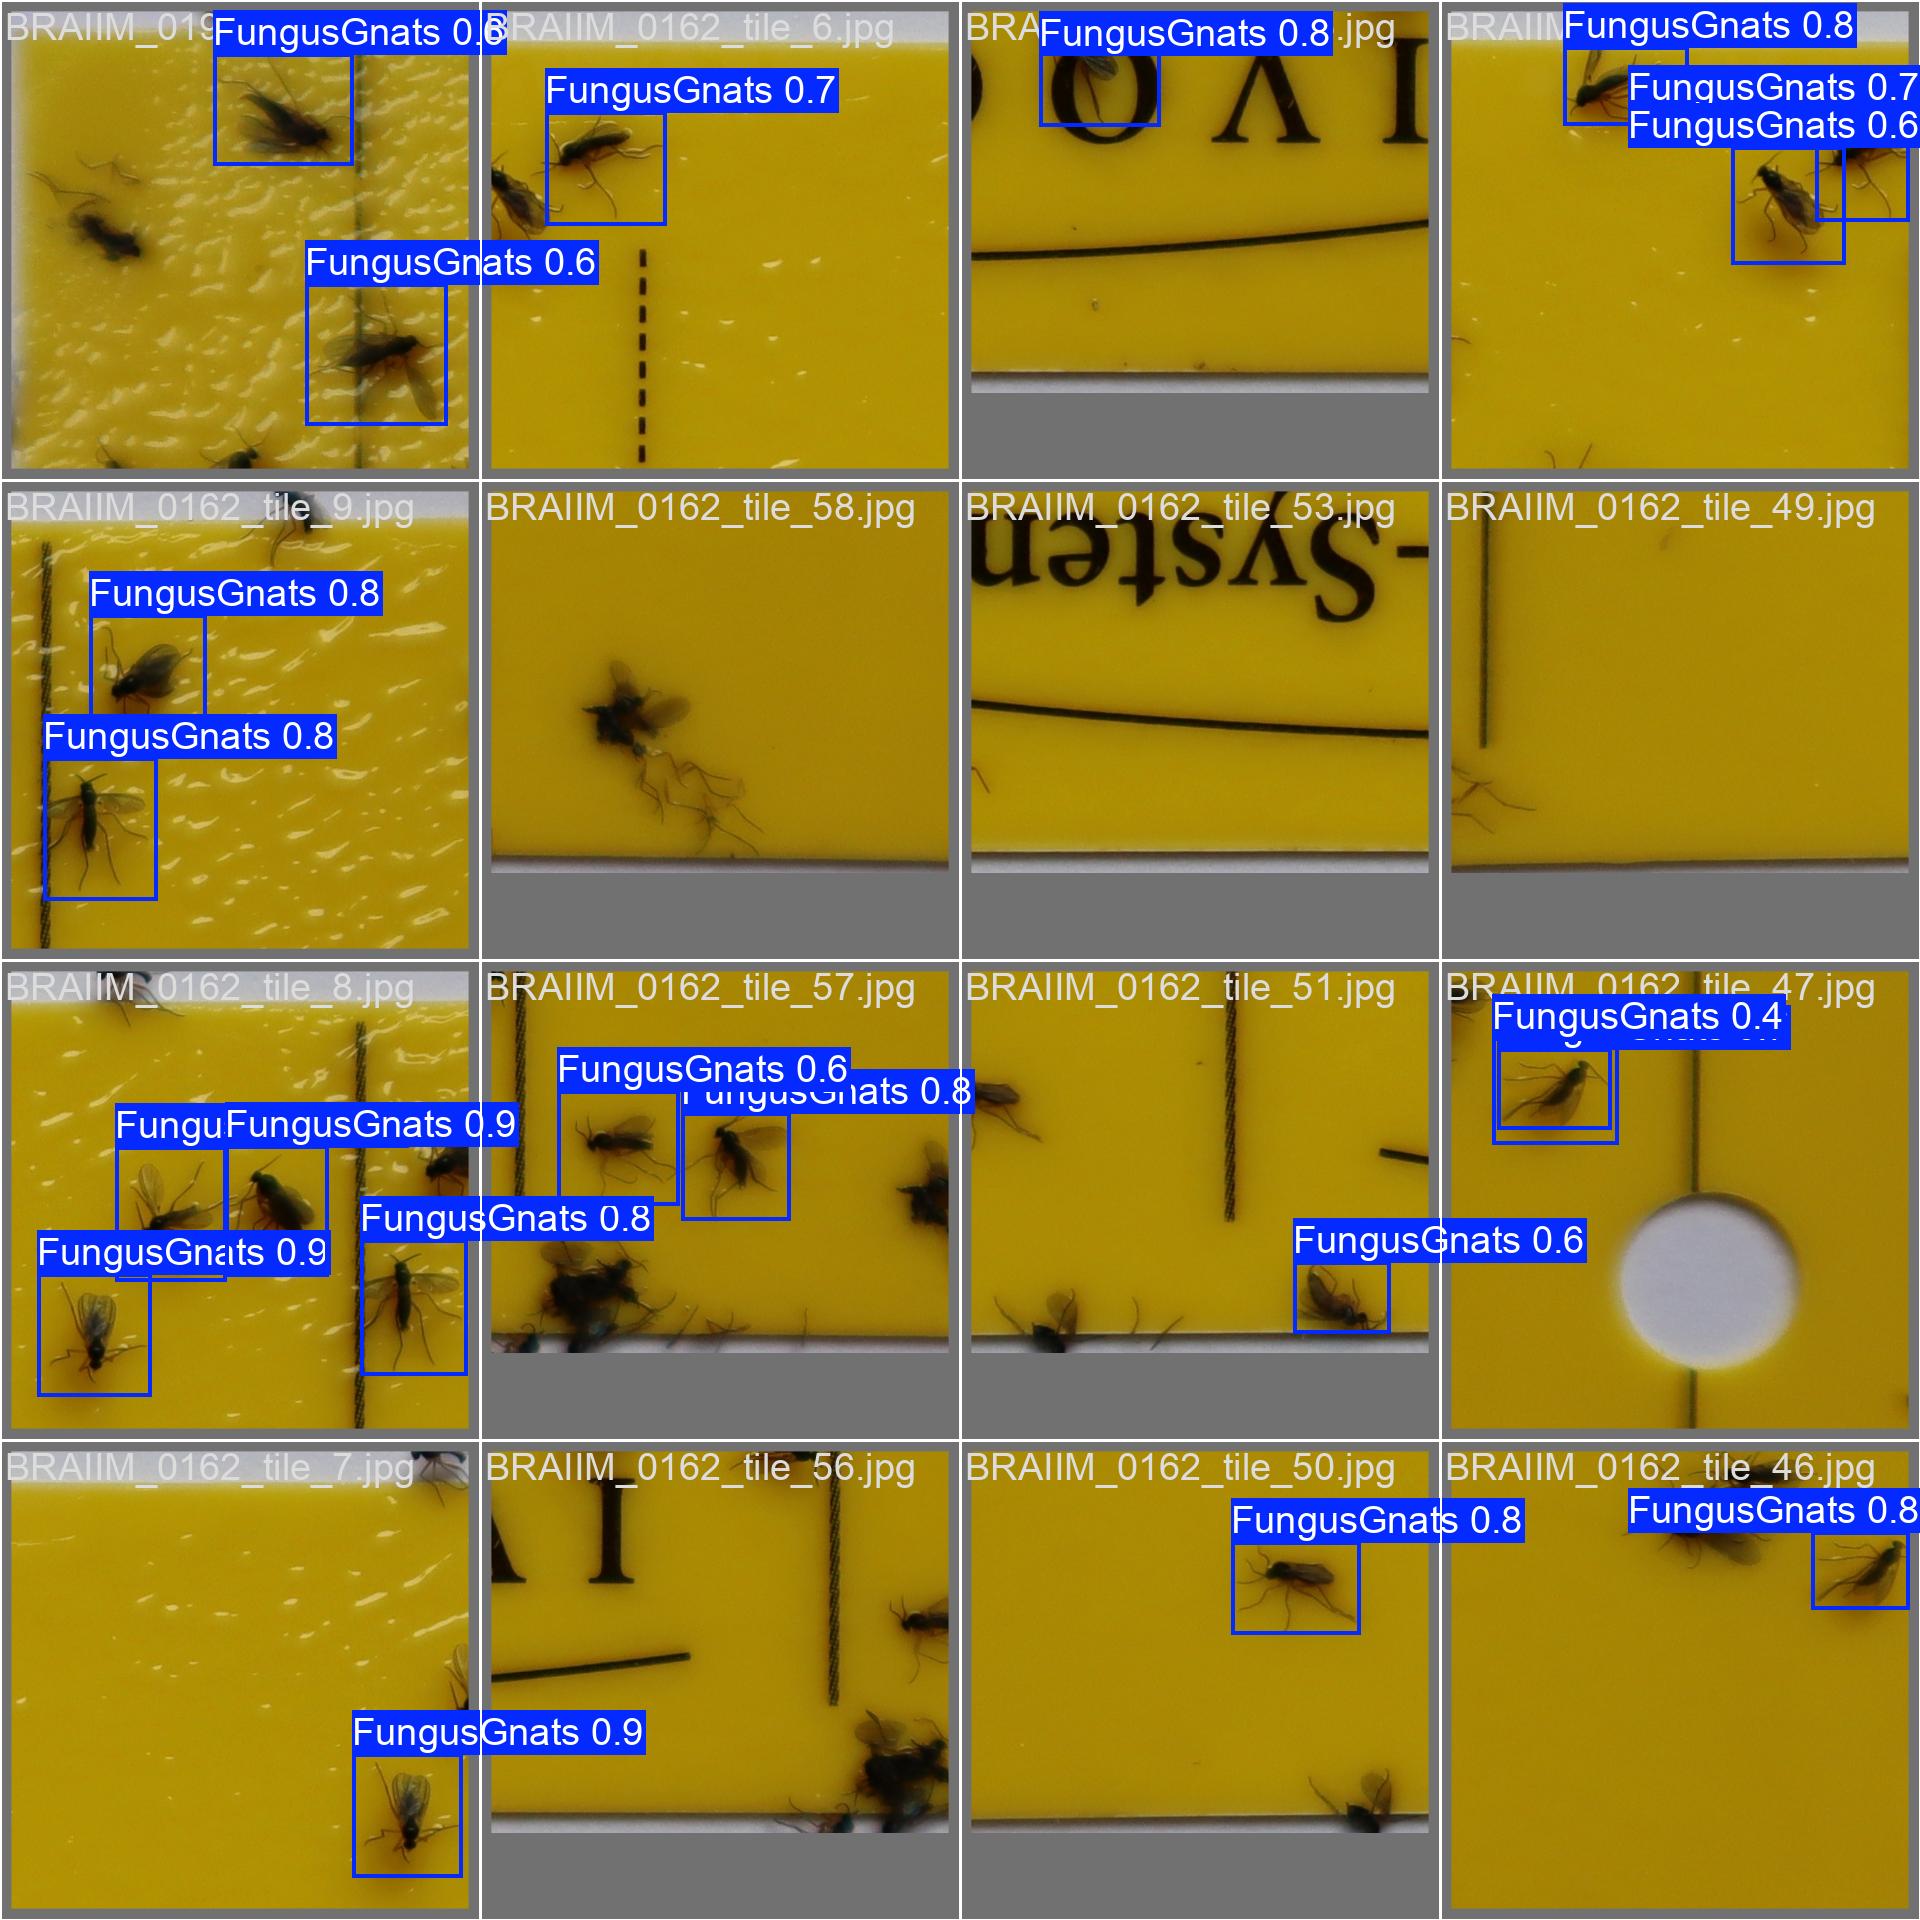 FungusGnats 0.6
BRAIIM_0162_tile_6.jpg
FungusGnats 0.8
.jpg
FungusGnats 0.8
FungusGnats 0.7
FungusGnats 0.7
FungusGnats 0.6
FungusGnats 0.6
BRAIIM_0162_tile_9.jpg
BRAIIM_0162_tile_58.jpg
BRAIIM_0162_tile_53.jpg
BRAIIM_0162_tile_49.jpg
-System
FungusGnats 0.8
FungusGnats 0.8
BRAIIM_0162_tile_8.jpg
BRAIIM_0162_tile_57.jpg
BRAIIM_0162_tile_51.jpg
BRAIIM_0162_tile_47.jpg
FungusGnats 0.4
FungusGnats 0.6
FungusGnats 0.8
FungusGnats 0.9
FungusGnats 0.8
FungusGnats 0.9
FungusGnats 0.6
BRAIIM_0162_tile_7.jpg
BRAIIM_0162_tile_56.jpg
BRAIIM_0162_tile_50.jpg
BRAIIM_0162_tile_46.jpg
FungusGnats 0.8
FungusGnats 0.8
FungusGnats 0.9